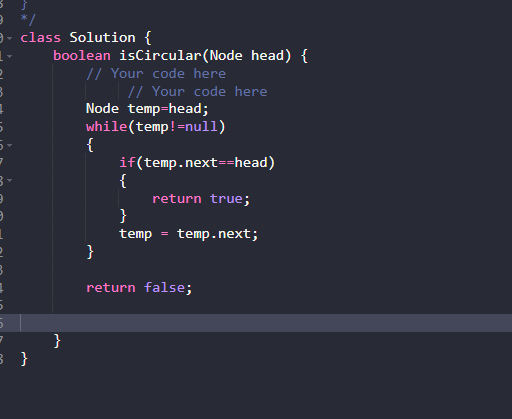 }
*/
class Solution {
    boolean isCircular(Node head) {
        // Your code here
             // Your code here
        Node temp=head;
        while(temp!=null)
        {
            if(temp.next==head)
            {
                return true;
            }
            temp = temp.next;
        }
        return false;
    }
}